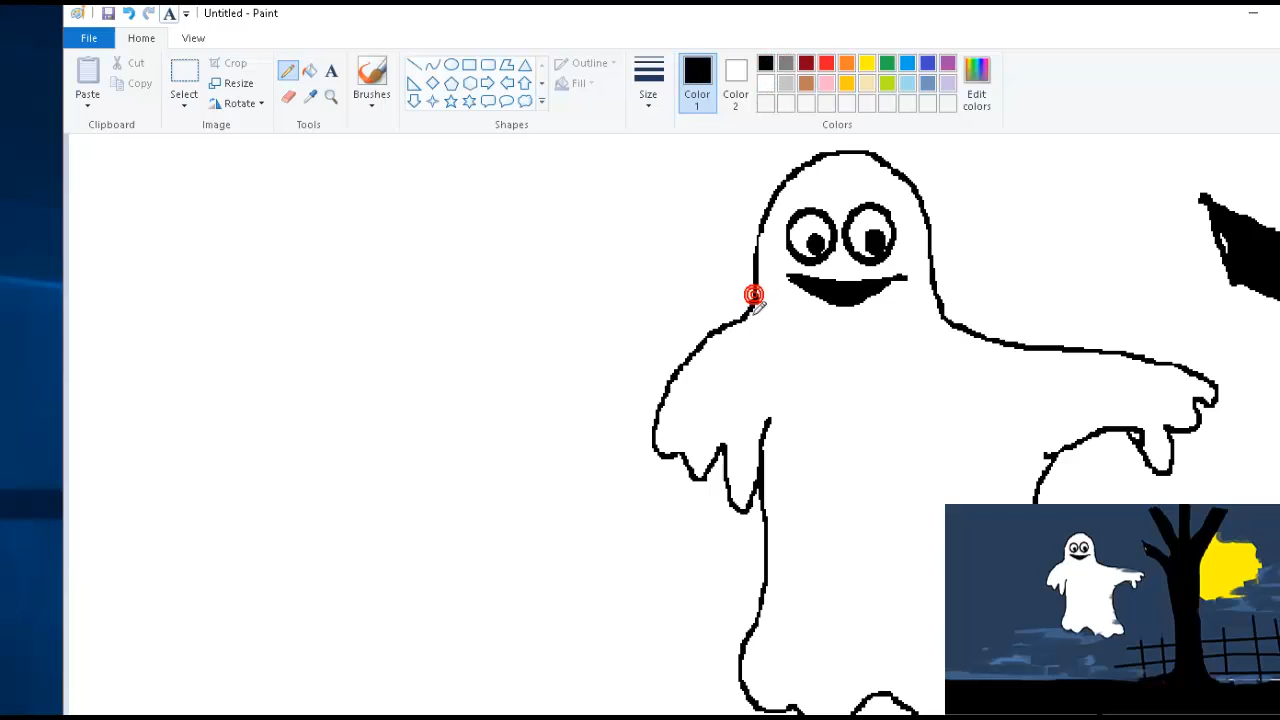 A Untitled - Paint
File Home View
Paste Cut Copy Select Crop Resize Rotate A Brushes Outline Fill Size Color 1 Color 2 Edit colors
Clipboard Image Tools Shapes Colors